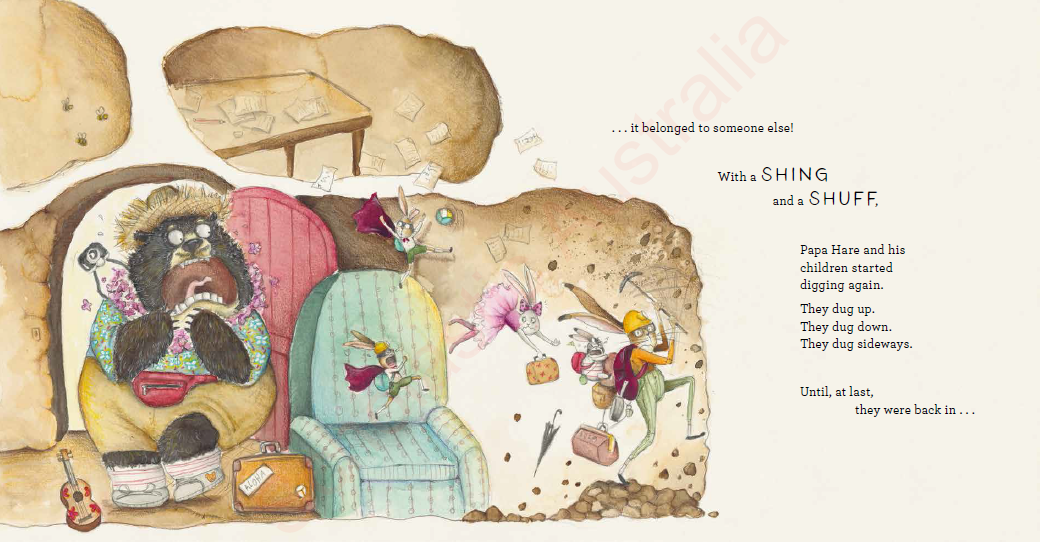 . . . it belonged to someone else!
With a SHING
and a SHUFF,
Papa Hare and his
children started
digging again.
They dug up.
They dug down.
They dug sideways.
Until, at last,
they were back in . . .
ALOHA